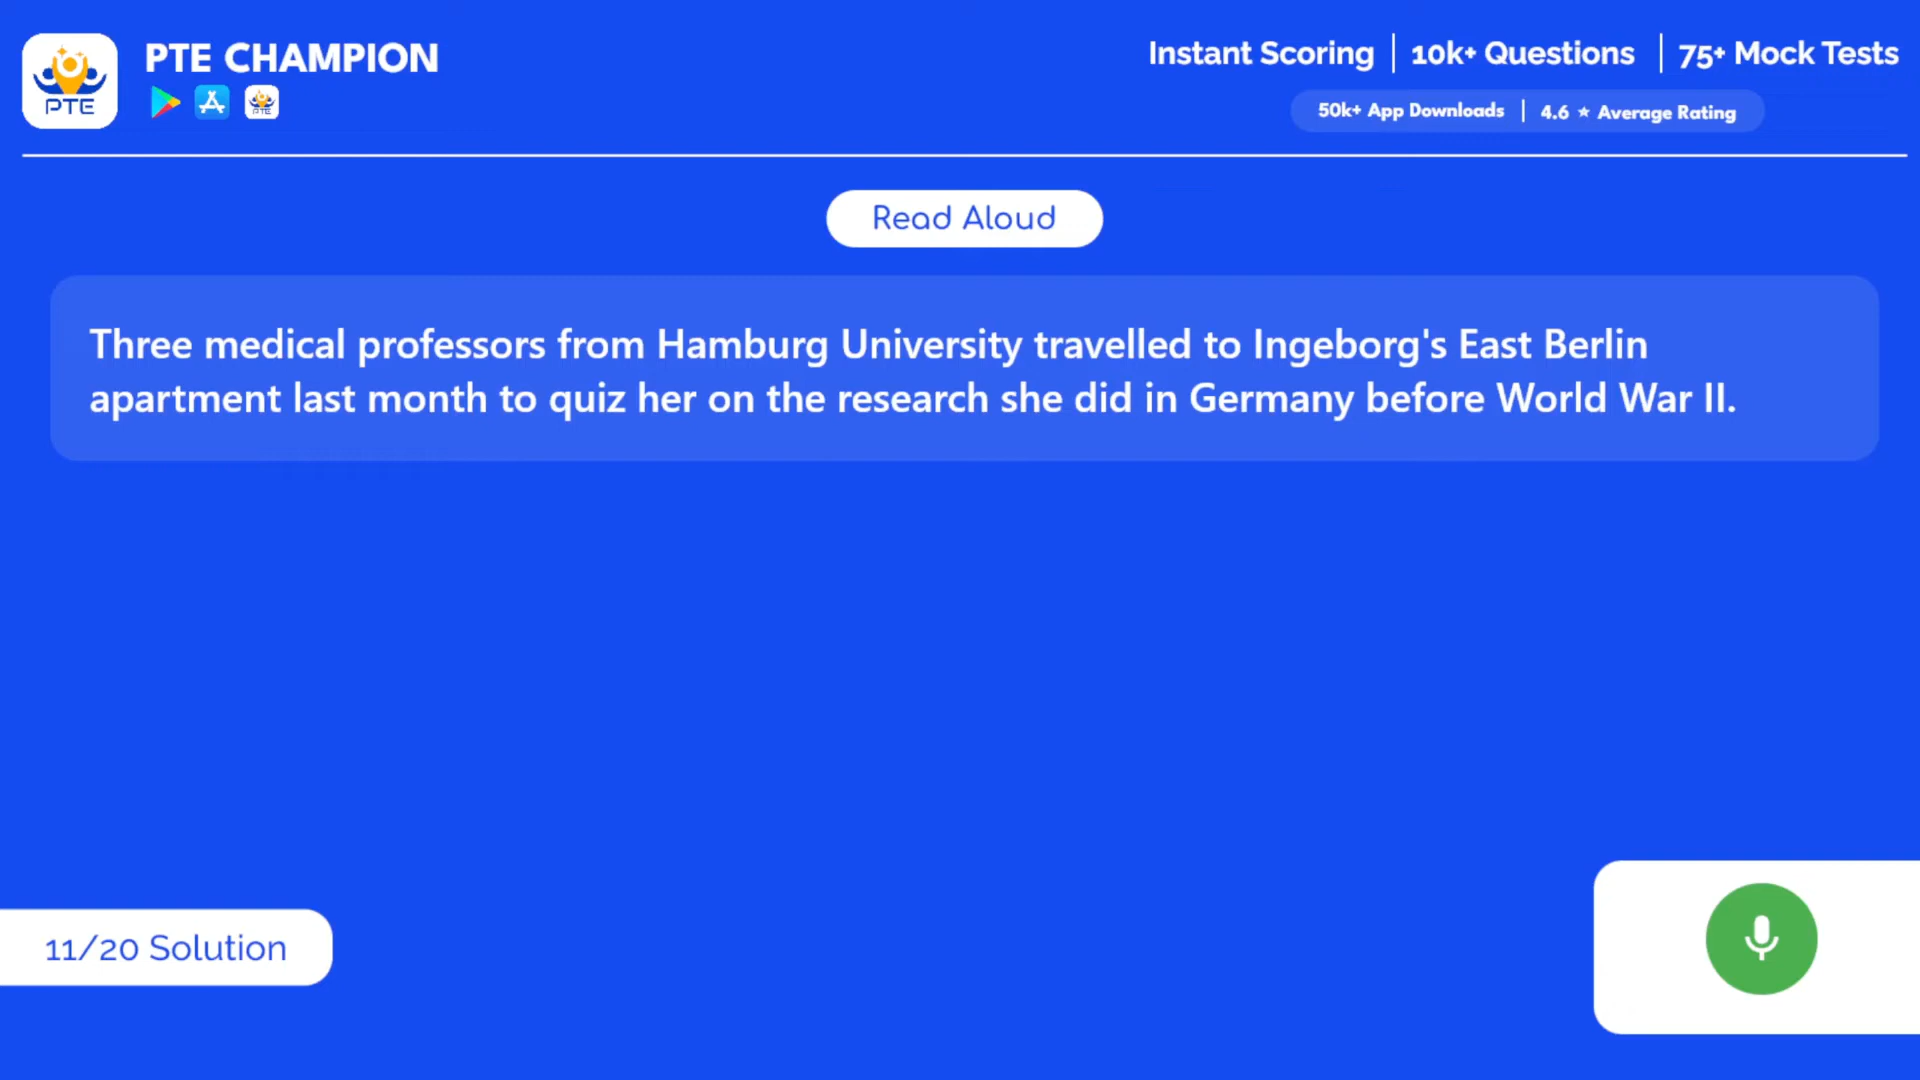 PTE CHAMPION
PTE
PTE
Instant Scoring | 10k+ Questions | 75+ Mock Tests
50k+ App Downloads | 4.6 ★ Average Rating
Read Aloud
Three medical professors from Hamburg University travelled to Ingeborg's East Berlin
apartment last month to quiz her on the research she did in Germany before World War II.
11/20 Solution